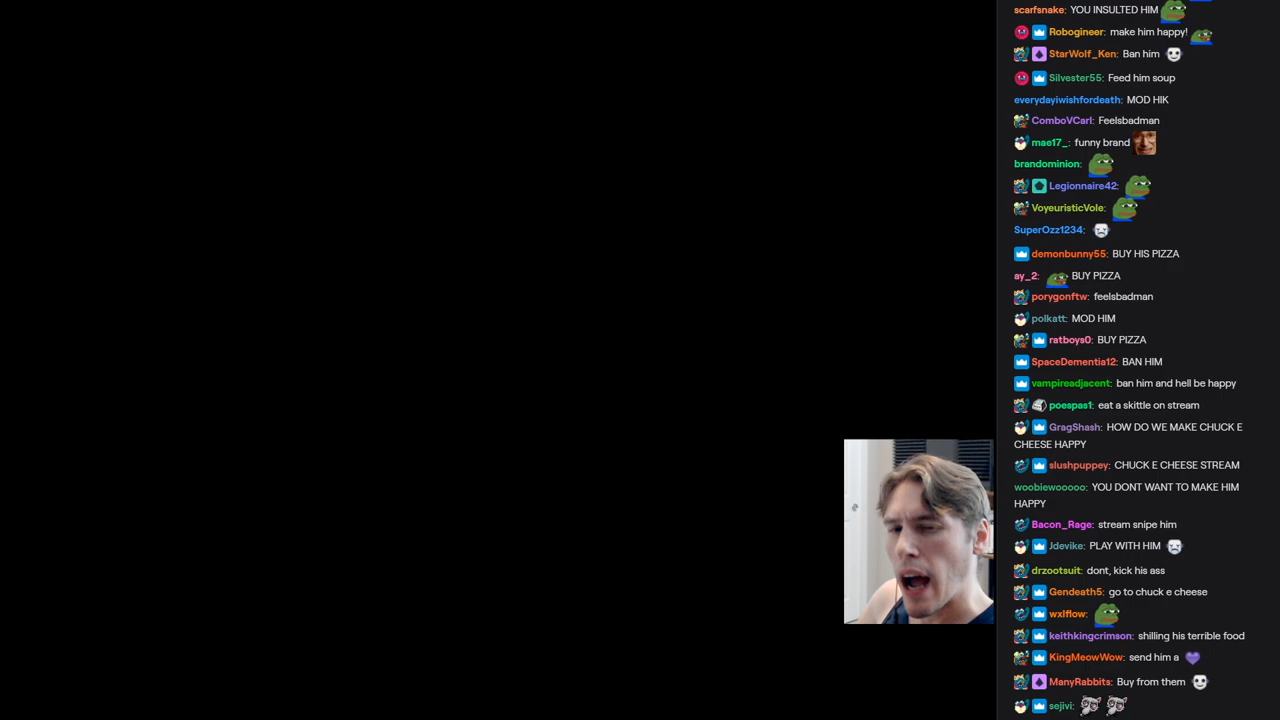 scarfsnake: YOU INSULTED HIM
Robogineer: make him happy!
StarWolf_Ken: Ban him
Silvester55: Feed him soup
everydayiwishfordeath: MOD HIK
ComboVCarl: Feelsbadman
mae17_: funny brand
brandominion:
Legionnaire42:
VoyeuristicVole:
SuperOzz1234:
demonbunny55: BUY HIS PIZZA
ay_2: BUY PIZZA
porygonftw: feelsbadman
polkatt: MOD HIM
ratboys0: BUY PIZZA
SpaceDementia12: BAN HIM
vampireadjacent: ban him and hell be happy
poespas1: eat a skittle on stream
GragShash: HOW DO WE MAKE CHUCK E
CHEESE HAPPY
slushpuppey: CHUCK E CHEESE STREAM
woobiewooooo: YOU DONT WANT TO MAKE HIM
HAPPY
Bacon_Rage: stream snipe him
Jdevike: PLAY WITH HIM
drzootsuit: dont, kick his ass
Gendeath5: go to chuck e cheese
wxlflow:
keithkingcrimson: shilling his terrible food
KingMeowWow: send him a
ManyRabbits: Buy from them
sejivi: